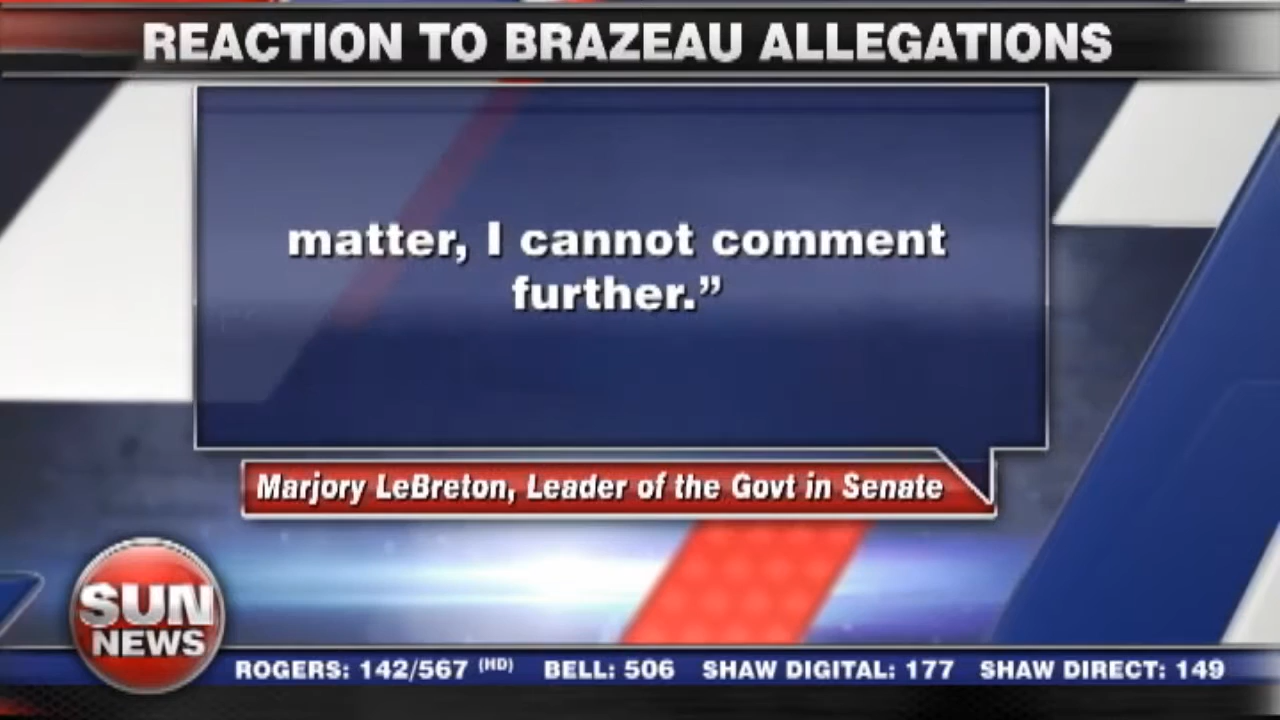 REACTION TO BRAZEAU ALLEGATIONS
matter, I cannot comment
further.”
Marjory LeBreton, Leader of the Govt in Senate
SUN
NEWS
ROGERS: 142/567 (HD) BELL: 506 SHAW DIGITAL: 177 SHAW DIRECT: 149